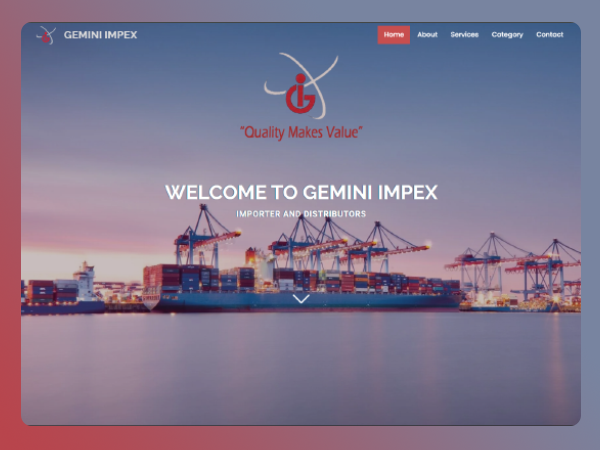 GEMINI IMPEX
Home About Services Category Contact
"Quality Makes Value"
WELCOME TO GEMINI IMPEX
IMPORTER AND DISTRIBUTORS